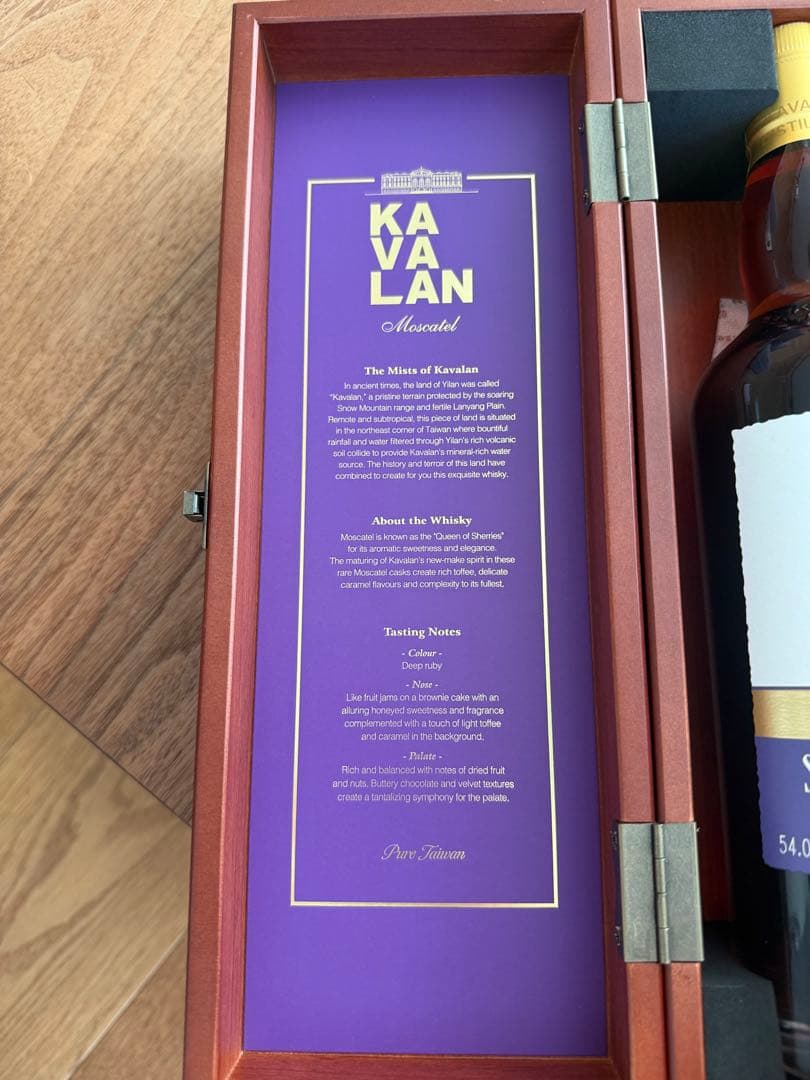 KA
VA
LAN
Moscatel
The Mists of Kavalan
In ancient times, the land of Yilan was called
"Kavalan," a pristine terrain protected by the soaring
Snow Mountain range and fertile Lanyang Plain.
Remote and subtropical, this piece of land is situated
in the northeast corner of Taiwan where bountiful
rainfall and water filtered through Yilan's rich volcanic
soil collide to provide Kavalan's mineral-rich water
source. The history and terroir of this land have
combined to create for you this exquisite whisky.
About the Whisky
Moscatel is known as the "Queen of Sherries"
for its aromatic sweetness and elegance.
The maturing of Kavalan's new-make spirit in these
rare Moscatel casks create rich toffee, delicate
caramel flavours and complexity to its fullest.
Tasting Notes
- Colour -
Deep ruby
- Nose -
Like fruit jams on a brownie cake with an
alluring honeyed sweetness and fragrance
complemented with a touch of light toffee
and caramel in the background.
- Palate -
Rich and balanced with notes of dried fruit
and nuts. Buttery chocolate and velvet textures
create a tantalizing symphony for the palate.
Pure Taiwan
AVA
STIL
S
54.0